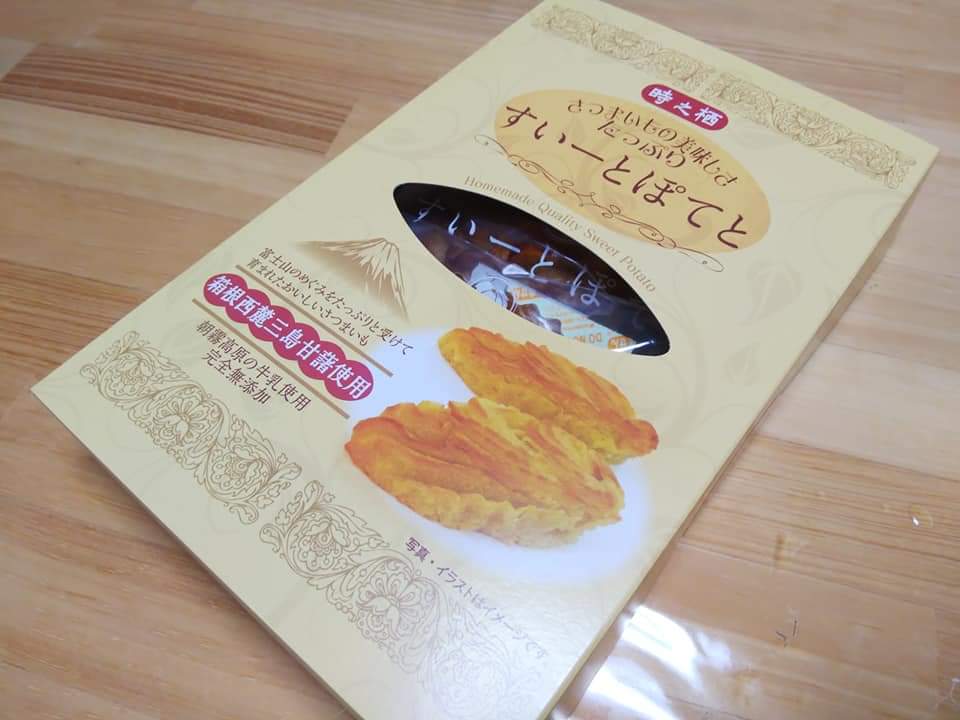 時之栖
さつまいもの美味しさ
たっぷり
すいーとぽてと
Homemade Quality Sweet Potato
すいーとぽ
富士山のめぐみをたっぷりと受けて
育まれたおいしいさつまいも
箱根西麓三島甘藷使用
朝霧高原の牛乳使用
完全無添加
写真・イラストはイメージです